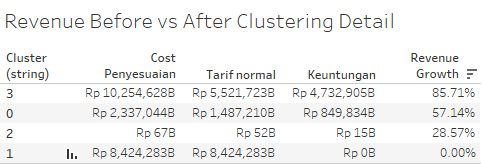 Revenue Before vs After Clustering Detail
Cluster (string) Cost Penyesuaian Tarif normal Keuntungan Revenue Growth
3 Rp 10,254,628B Rp 5,521,723B Rp 4,732,905B 85.71%
0 Rp 2,337,044B Rp 1,487,210B Rp 849,834B 57.14%
2 Rp 67B Rp 52B Rp 15B 28.57%
1 Rp 8,424,283B Rp 8,424,283B Rp 0B 0.00%